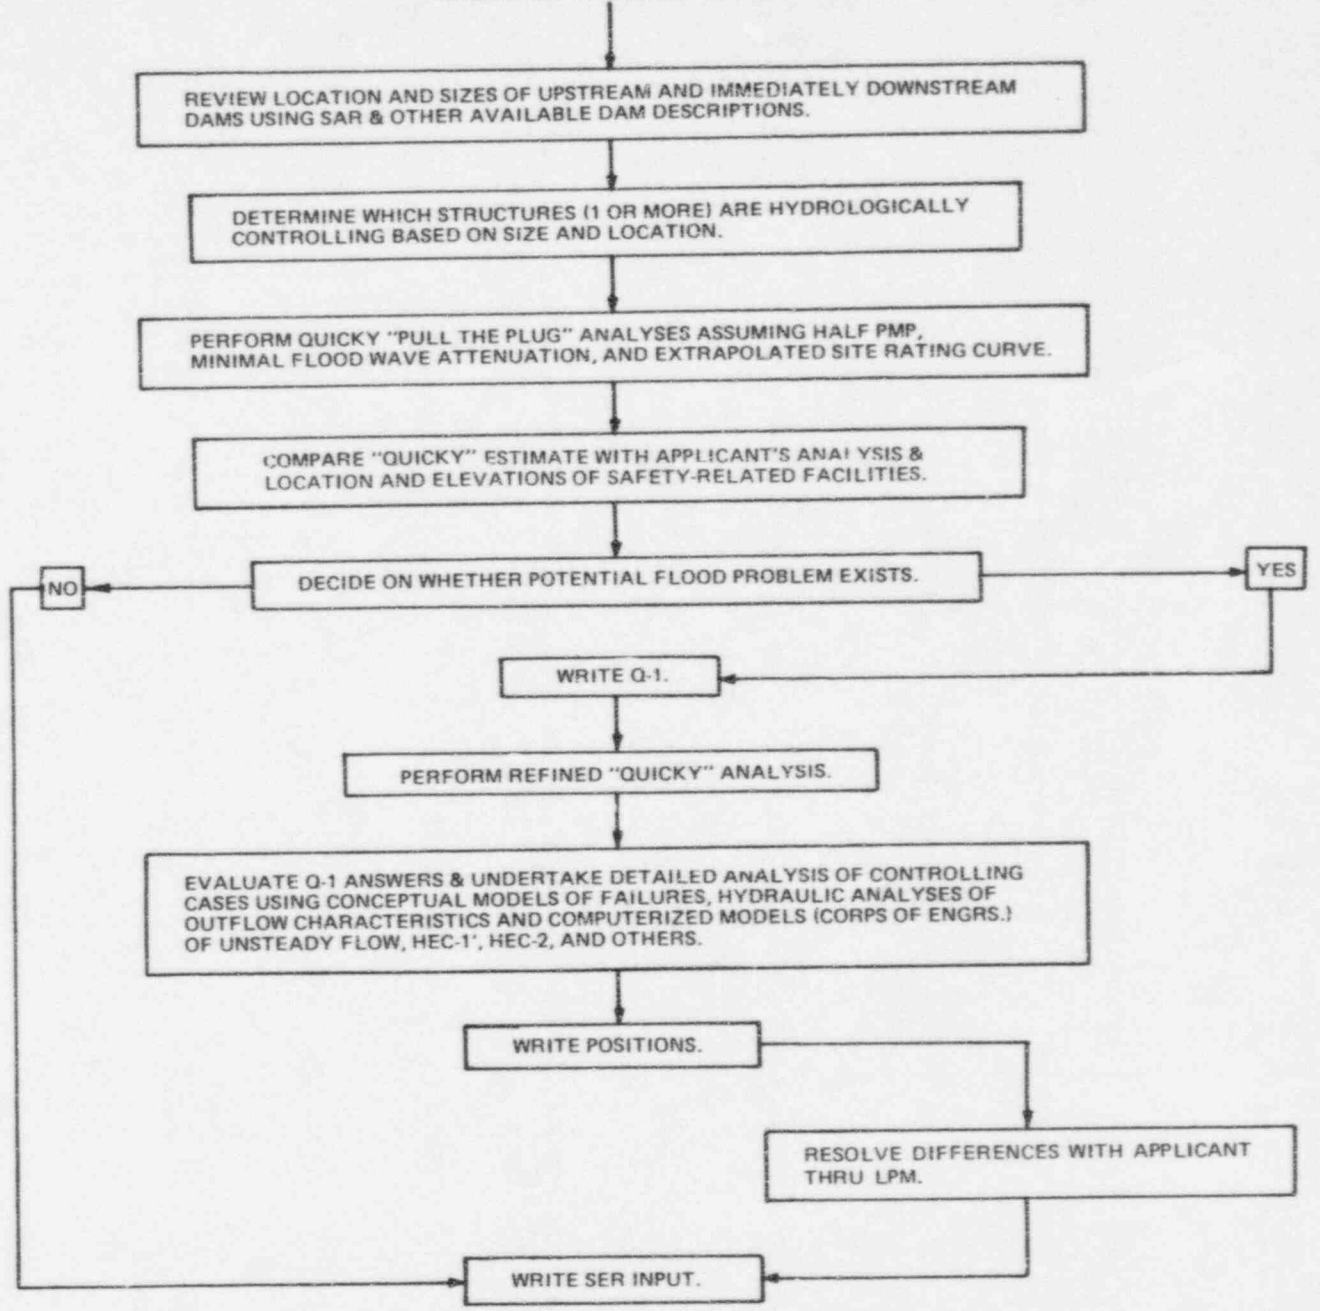 REVIEW LOCATION AND SIZES OF UPSTREAM AND IMMEDIATELY DOWNSTREAM
DAMS USING SAR & OTHER AVAILABLE DAM DESCRIPTIONS.
DETERMINE WHICH STRUCTURES (1 OR MORE) ARE HYDROLOGICALLY
CONTROLLING BASED ON SIZE AND LOCATION.
PERFORM QUICKY "PULL THE PLUG" ANALYSES ASSUMING HALF PMP,
MINIMAL FLOOD WAVE ATTENUATION, AND EXTRAPOLATED SITE RATING CURVE.
COMPARE "QUICKY" ESTIMATE WITH APPLICANT'S ANALYSIS &
LOCATION AND ELEVATIONS OF SAFETY-RELATED FACILITIES.
NO
DECIDE ON WHETHER POTENTIAL FLOOD PROBLEM EXISTS.
YES
WRITE Q-1.
PERFORM REFINED "QUICKY" ANALYSIS.
EVALUATE Q-1 ANSWERS & UNDERTAKE DETAILED ANALYSIS OF CONTROLLING
CASES USING CONCEPTUAL MODELS OF FAILURES, HYDRAULIC ANALYSES OF
OUTFLOW CHARACTERISTICS AND COMPUTERIZED MODELS (CORPS OF ENGRS.)
OF UNSTEADY FLOW, HEC-1', HEC-2, AND OTHERS.
WRITE POSITIONS.
RESOLVE DIFFERENCES WITH APPLICANT
THRU LPM.
WRITE SER INPUT.